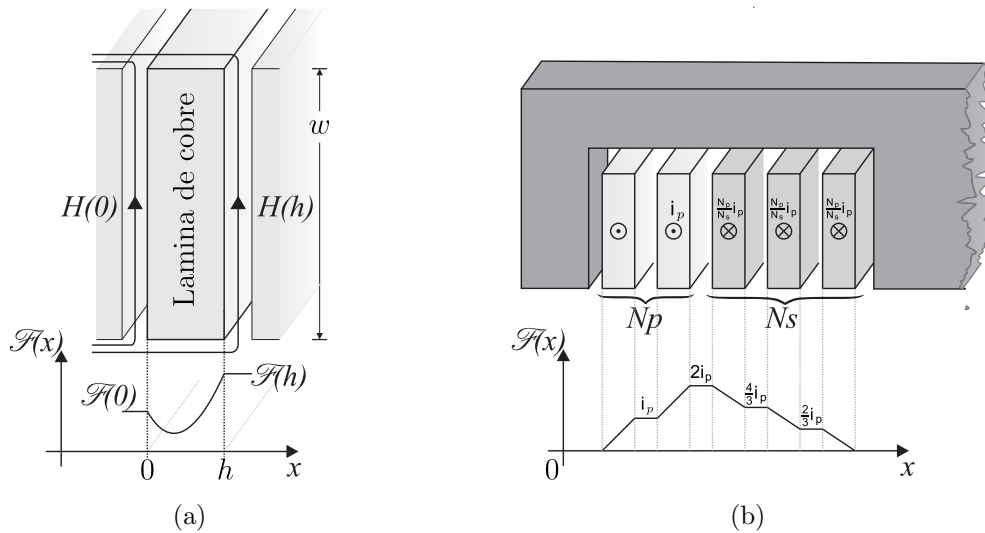 Lamina de cobre
w
H(0)
H(h)
ℱ(x)
ℱ(0)
ℱ(h)
0
h
x
(a)
i_p
N_p/N_s i_p
N_p/N_s i_p
N_p/N_s i_p
Np
Ns
ℱ(x)
2i_p
i_p
4/3 i_p
2/3 i_p
0
x
(b)